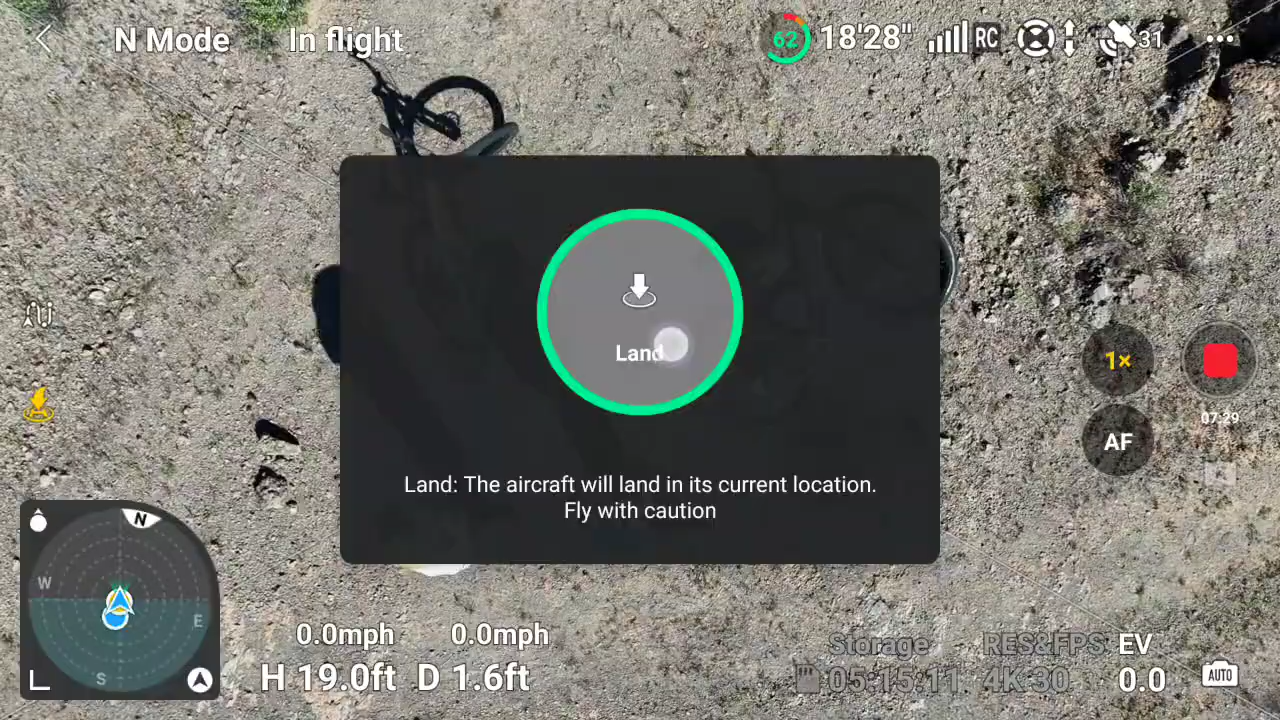 N Mode
In flight
62
18'28"
RC
31
Land
1×
07:29
AF
Land: The aircraft will land in its current location.
Fly with caution
N
W
E
S
0.0mph
0.0mph
H 19.0ft
D 1.6ft
Storage
05:15:11
RES&FPS
4K 30
EV
0.0
AUTO